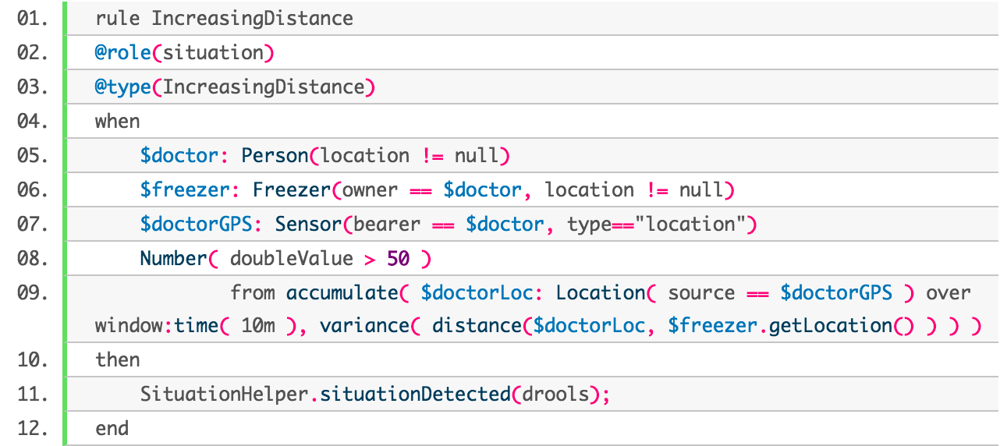 01. rule IncreasingDistance
02. @role(situation)
03. @type(IncreasingDistance)
04. when
05. $doctor: Person(location != null)
06. $freezer: Freezer(owner == $doctor, location != null)
07. $doctorGPS: Sensor(bearer == $doctor, type=="location")
08. Number( doubleValue > 50 )
09. from accumulate( $doctorLoc: Location( source == $doctorGPS ) over
window:time( 10m ), variance( distance($doctorLoc, $freezer.getLocation() ) ) )
10. then
11. SituationHelper.situationDetected(drools);
12. end